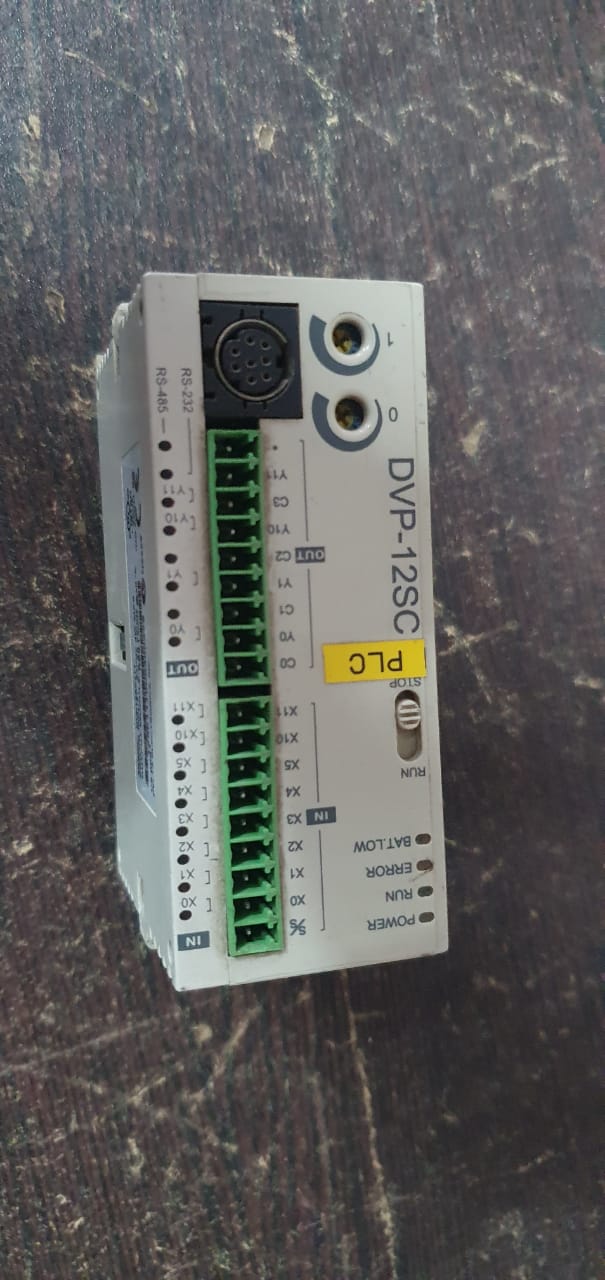 DVP-12SC
PLC
1
0
STOP
RUN
BAT.LOW
ERROR
RUN
POWER
OUT
•
Y11
C3
Y10
C2
Y1
C1
Y0
C0
IN
X11
X10
X5
X4
X3
X2
X1
X0
S/S
RS-232
RS-485
Y11
Y10
Y1
Y0
OUT
X11
X10
X5
X4
X3
X2
X1
X0
IN